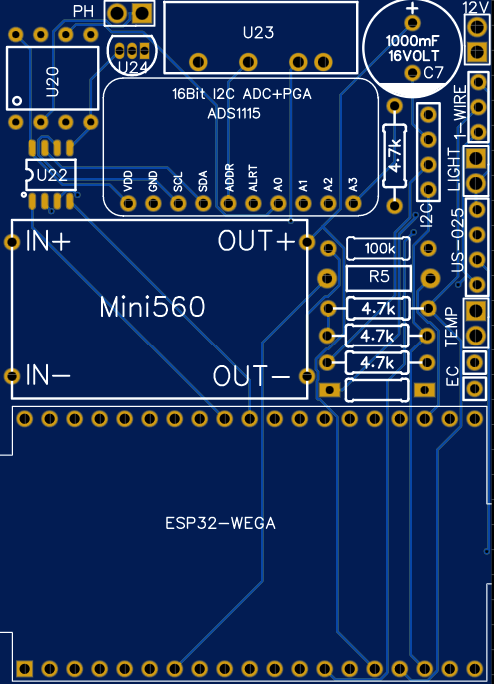 PH
12V
U23
1000mF
16VOLT
C7
U24
U20
16Bit I2C ADC+PGA
ADS1115
1-WIRE
4.7k
LIGHT
U22
VDD
GND
SCL
SDA
ADDR
ALRT
A0
A1
A2
A3
I2C
US-025
IN+
OUT+
100k
R5
Mini560
4.7k
4.7k
4.7k
TEMP
IN-
OUT-
EC
ESP32-WEGA